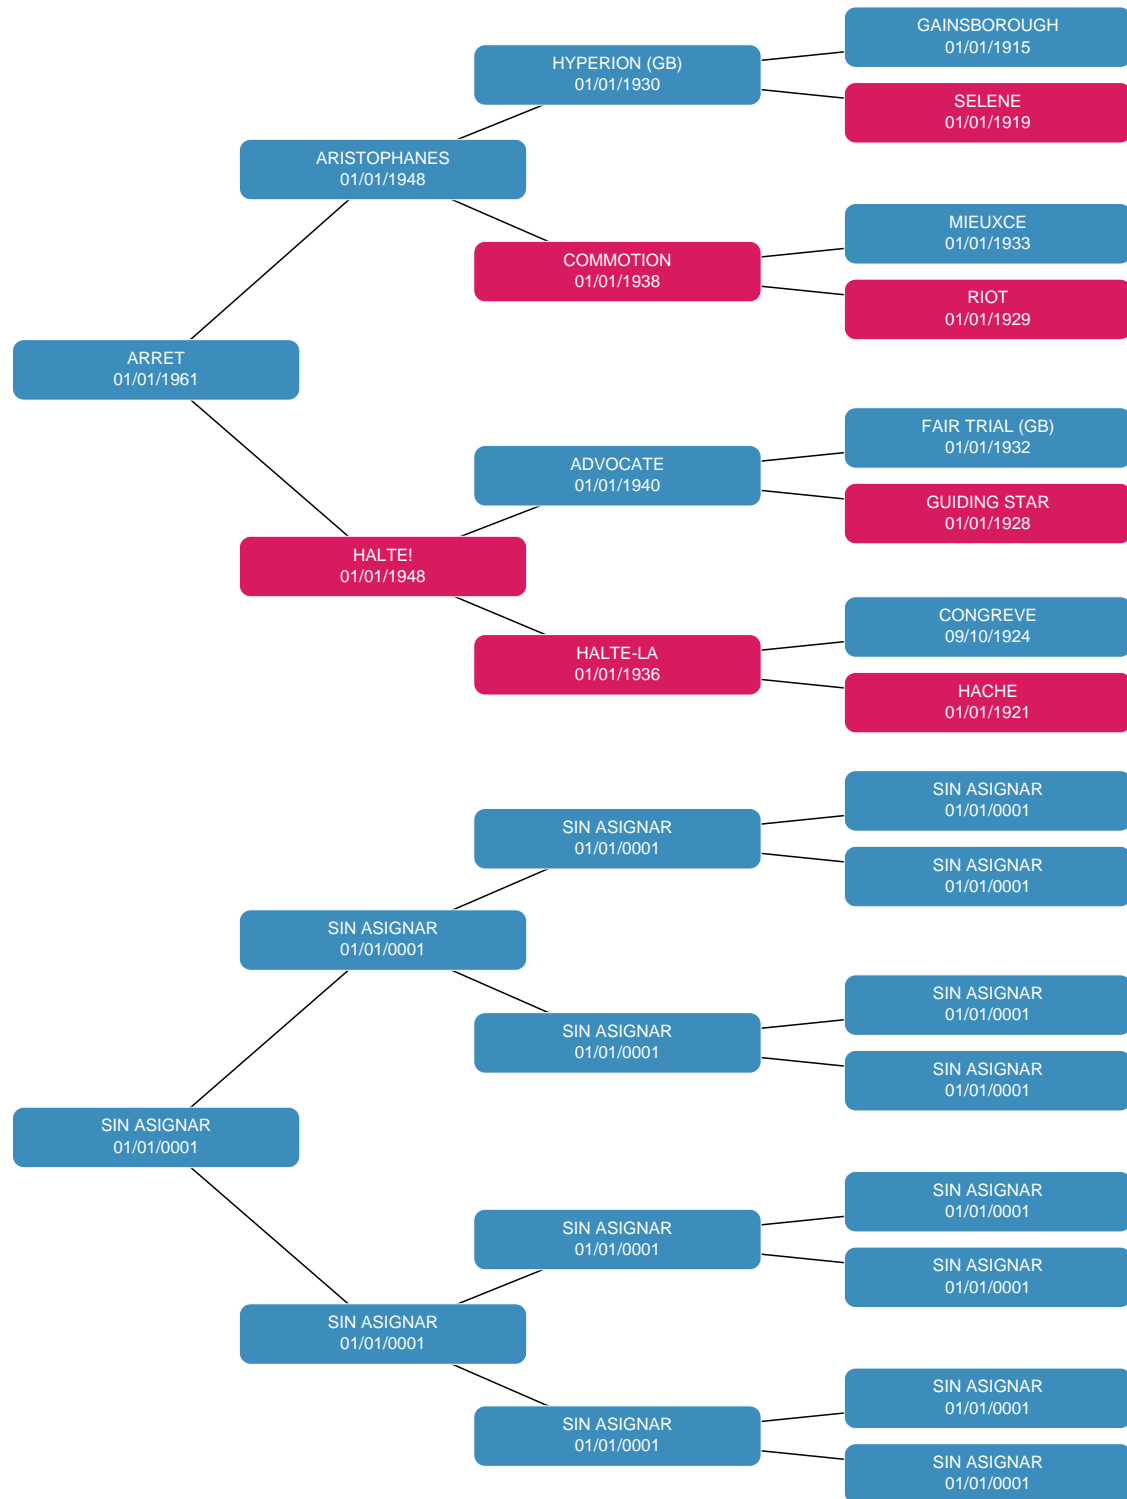 GAINSBOROUGH
01/01/1915
HYPERION (GB)
01/01/1930
SELENE
01/01/1919
ARISTOPHANES
01/01/1948
MIEUXCE
01/01/1933
COMMOTION
01/01/1938
RIOT
01/01/1929
ARRET
01/01/1961
FAIR TRIAL (GB)
01/01/1932
ADVOCATE
01/01/1940
GUIDING STAR
01/01/1928
HALTE!
01/01/1948
CONGREVE
09/10/1924
HALTE-LA
01/01/1936
HACHE
01/01/1921
SIN ASIGNAR
01/01/0001
SIN ASIGNAR
01/01/0001
SIN ASIGNAR
01/01/0001
SIN ASIGNAR
01/01/0001
SIN ASIGNAR
01/01/0001
SIN ASIGNAR
01/01/0001
SIN ASIGNAR
01/01/0001
SIN ASIGNAR
01/01/0001
SIN ASIGNAR
01/01/0001
SIN ASIGNAR
01/01/0001
SIN ASIGNAR
01/01/0001
SIN ASIGNAR
01/01/0001
SIN ASIGNAR
01/01/0001
SIN ASIGNAR
01/01/0001
SIN ASIGNAR
01/01/0001